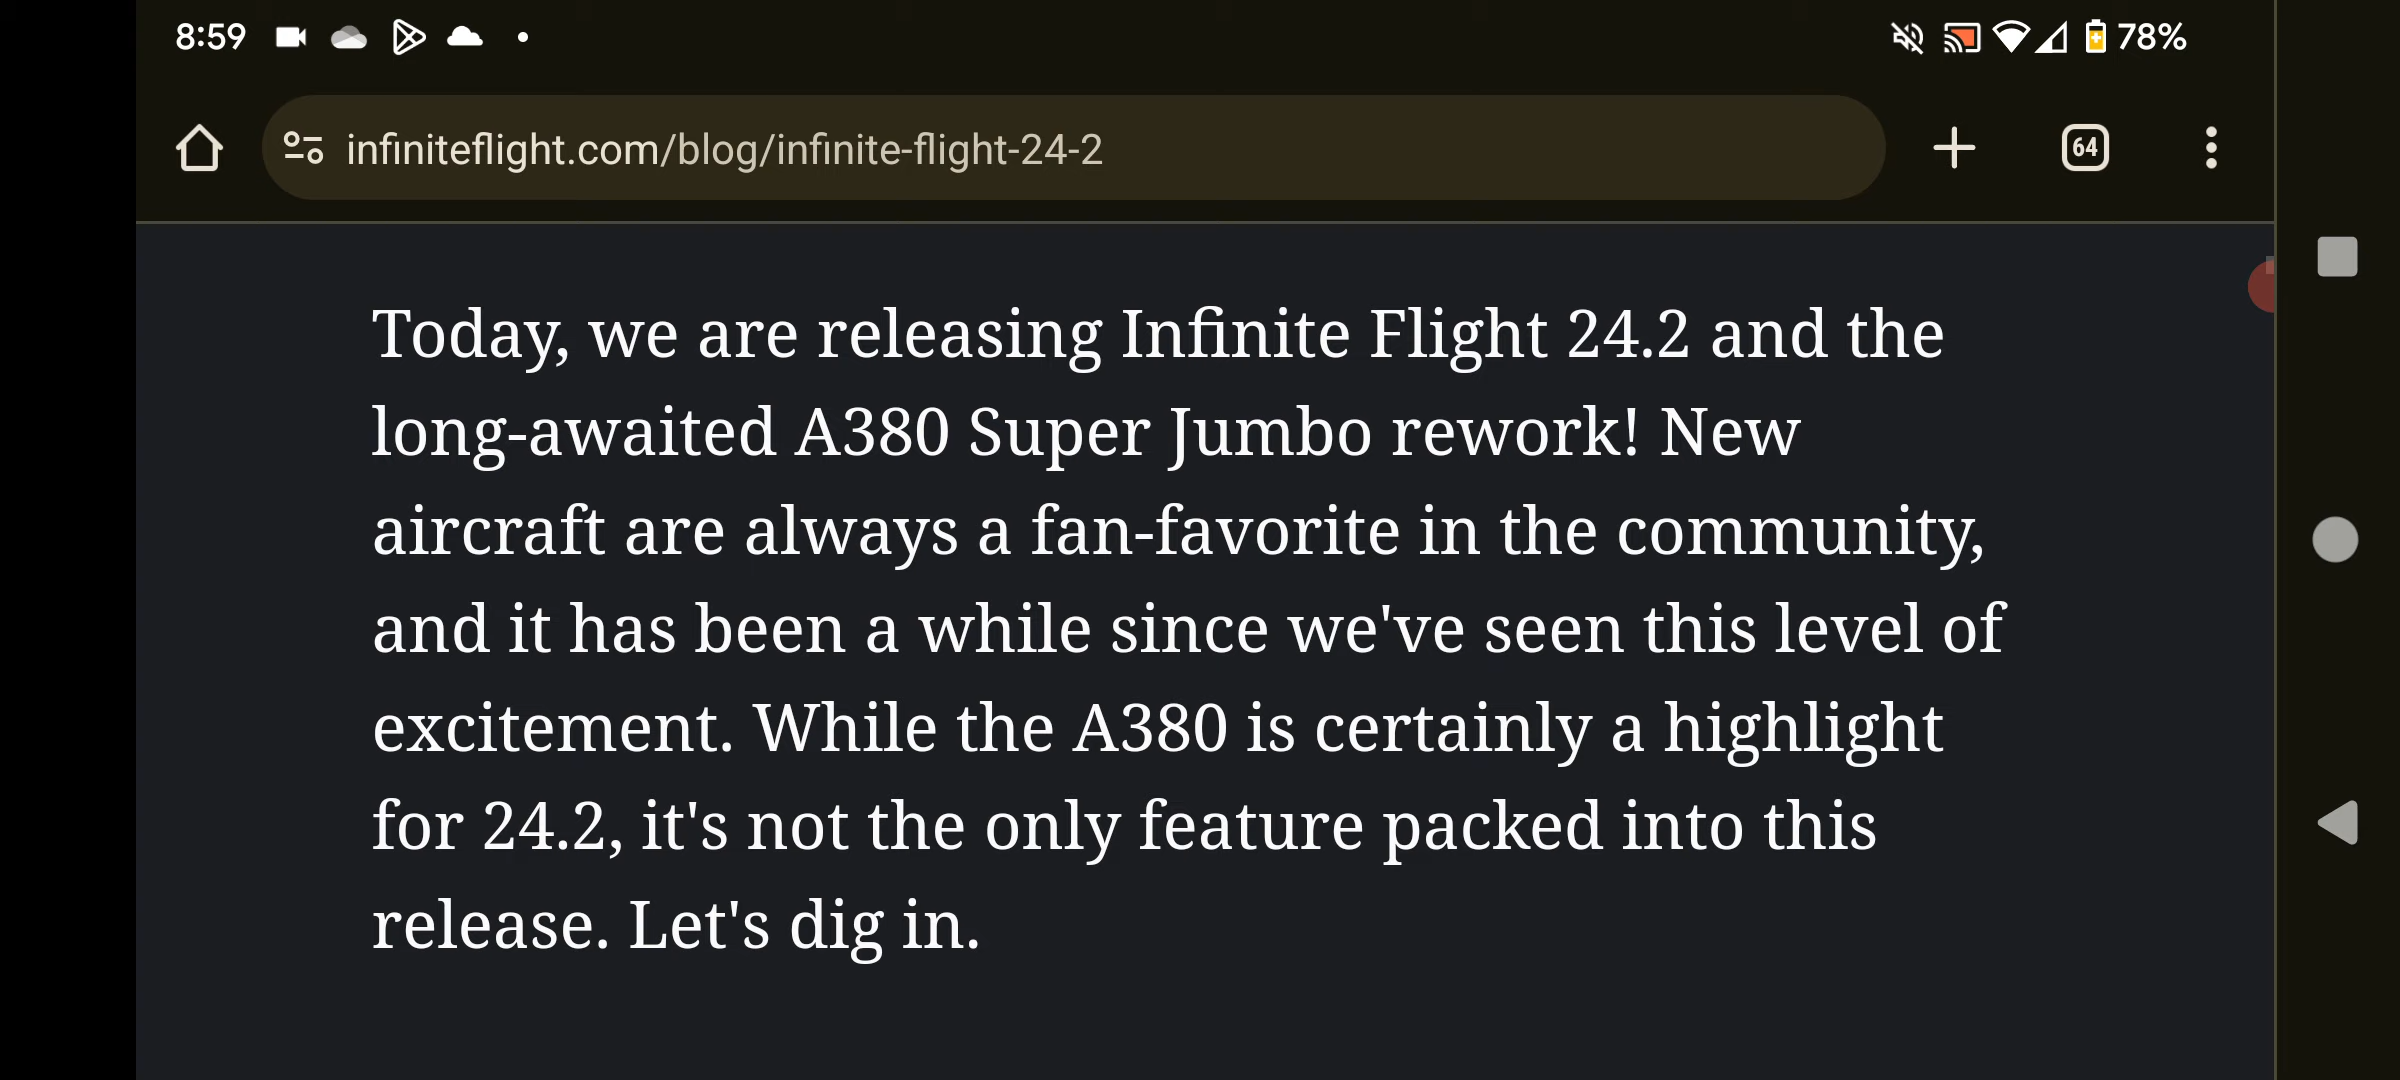 8:59
78%
infiniteflight.com/blog/infinite-flight-24-2
64
Today, we are releasing Infinite Flight 24.2 and the
long-awaited A380 Super Jumbo rework! New
aircraft are always a fan-favorite in the community,
and it has been a while since we've seen this level of
excitement. While the A380 is certainly a highlight
for 24.2, it's not the only feature packed into this
release. Let's dig in.